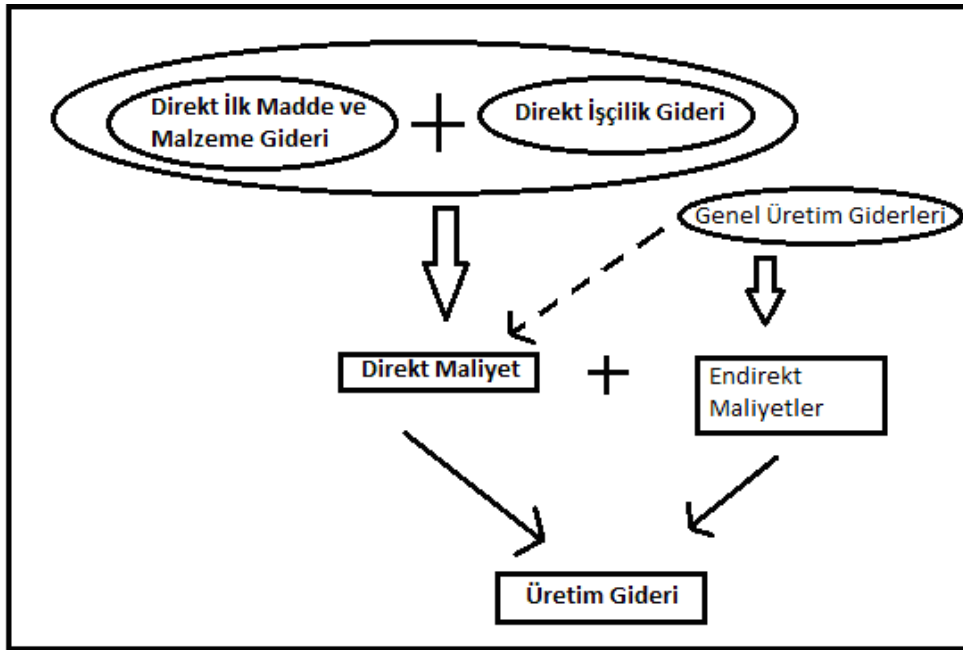 Direkt İlk Madde ve
Malzeme Gideri
+
Direkt İşçilik Gideri
Genel Üretim Giderleri
Direkt Maliyet
+
Endirekt
Maliyetler
Üretim Gideri